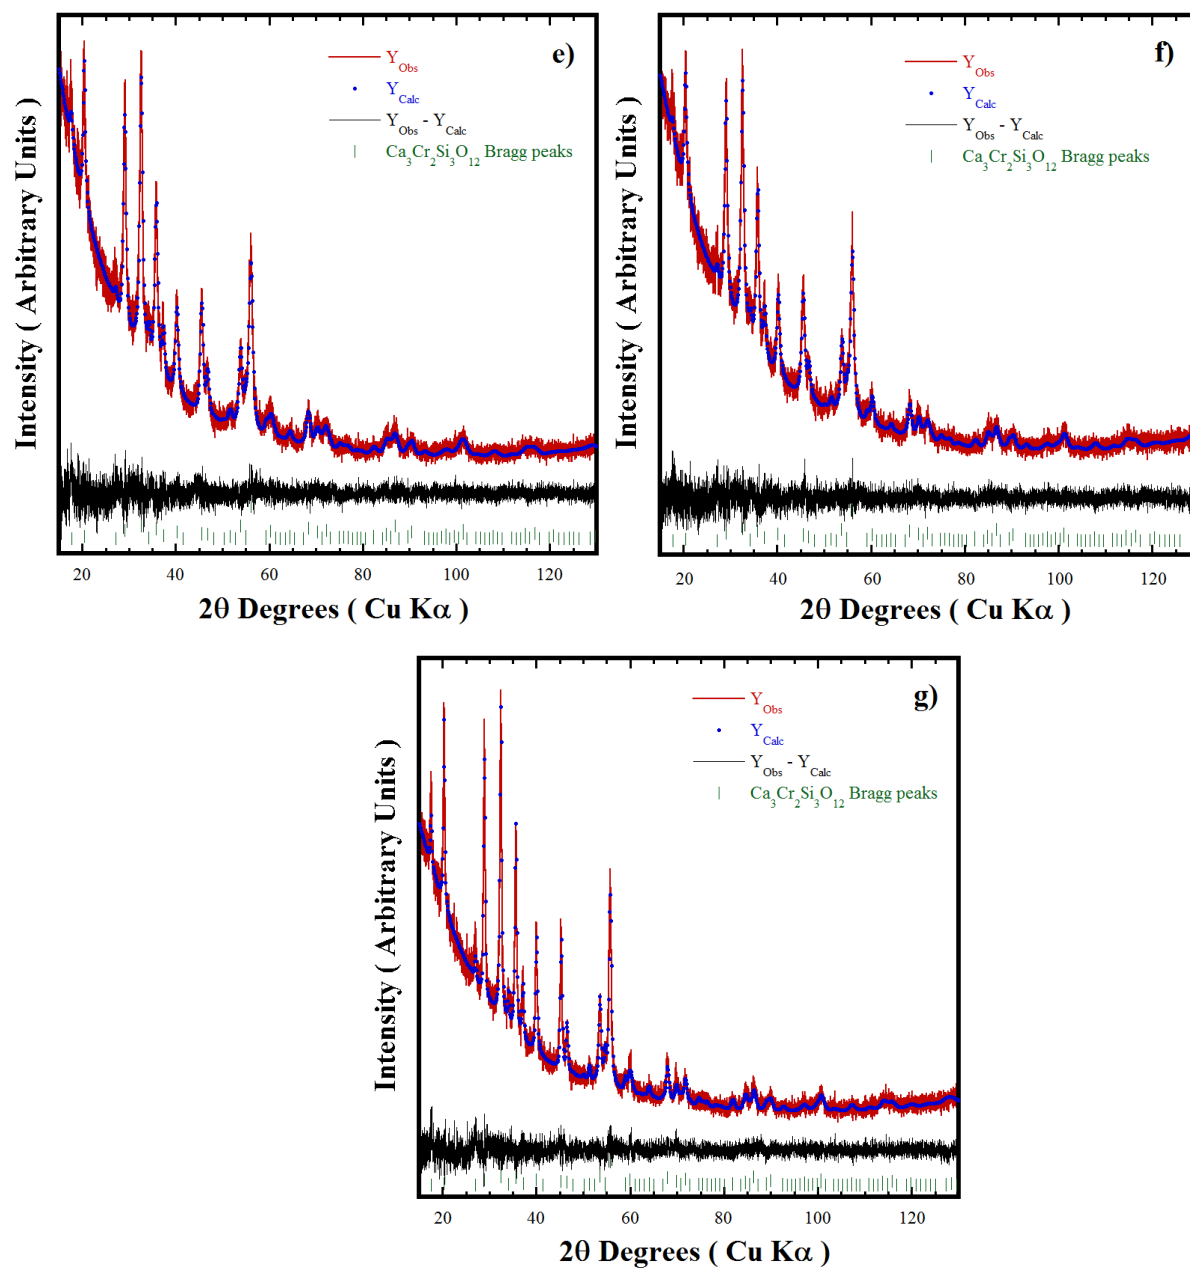 e)
Y_Obs
Y_Calc
Y_Obs - Y_Calc
Ca_3Cr_2Si_3O_12 Bragg peaks
Intensity ( Arbitrary Units )
20 40 60 80 100 120
2θ Degrees ( Cu Kα )
f)
Y_Obs
Y_Calc
Y_Obs - Y_Calc
Ca_3Cr_2Si_3O_12 Bragg peaks
Intensity ( Arbitrary Units )
20 40 60 80 100 120
2θ Degrees ( Cu Kα )
g)
Y_Obs
Y_Calc
Y_Obs - Y_Calc
Ca_3Cr_2Si_3O_12 Bragg peaks
Intensity ( Arbitrary Units )
20 40 60 80 100 120
2θ Degrees ( Cu Kα )